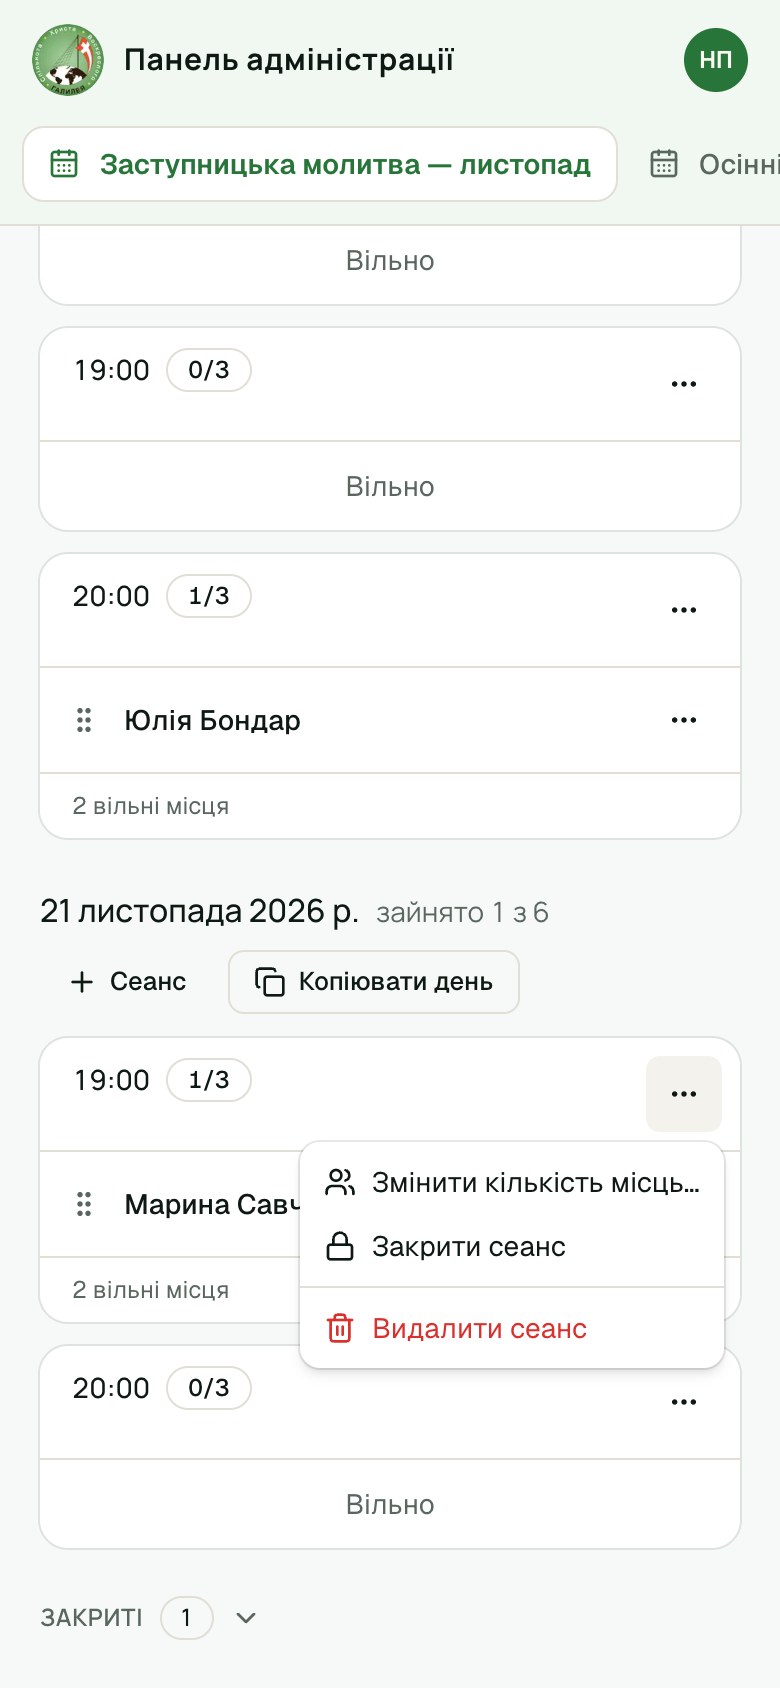 Панель адміністрації
НП
Заступницька молитва — листопад
Осінні
Вільно
19:00 0/3
Вільно
20:00 1/3
Юлія Бондар
2 вільні місця
21 листопада 2026 р. зайнято 1 з 6
Сеанс Копіювати день
19:00 1/3
Змінити кількість місць...
Марина Савч
Закрити сеанс
2 вільні місця
Видалити сеанс
20:00 0/3
Вільно
ЗАКРИТІ 1